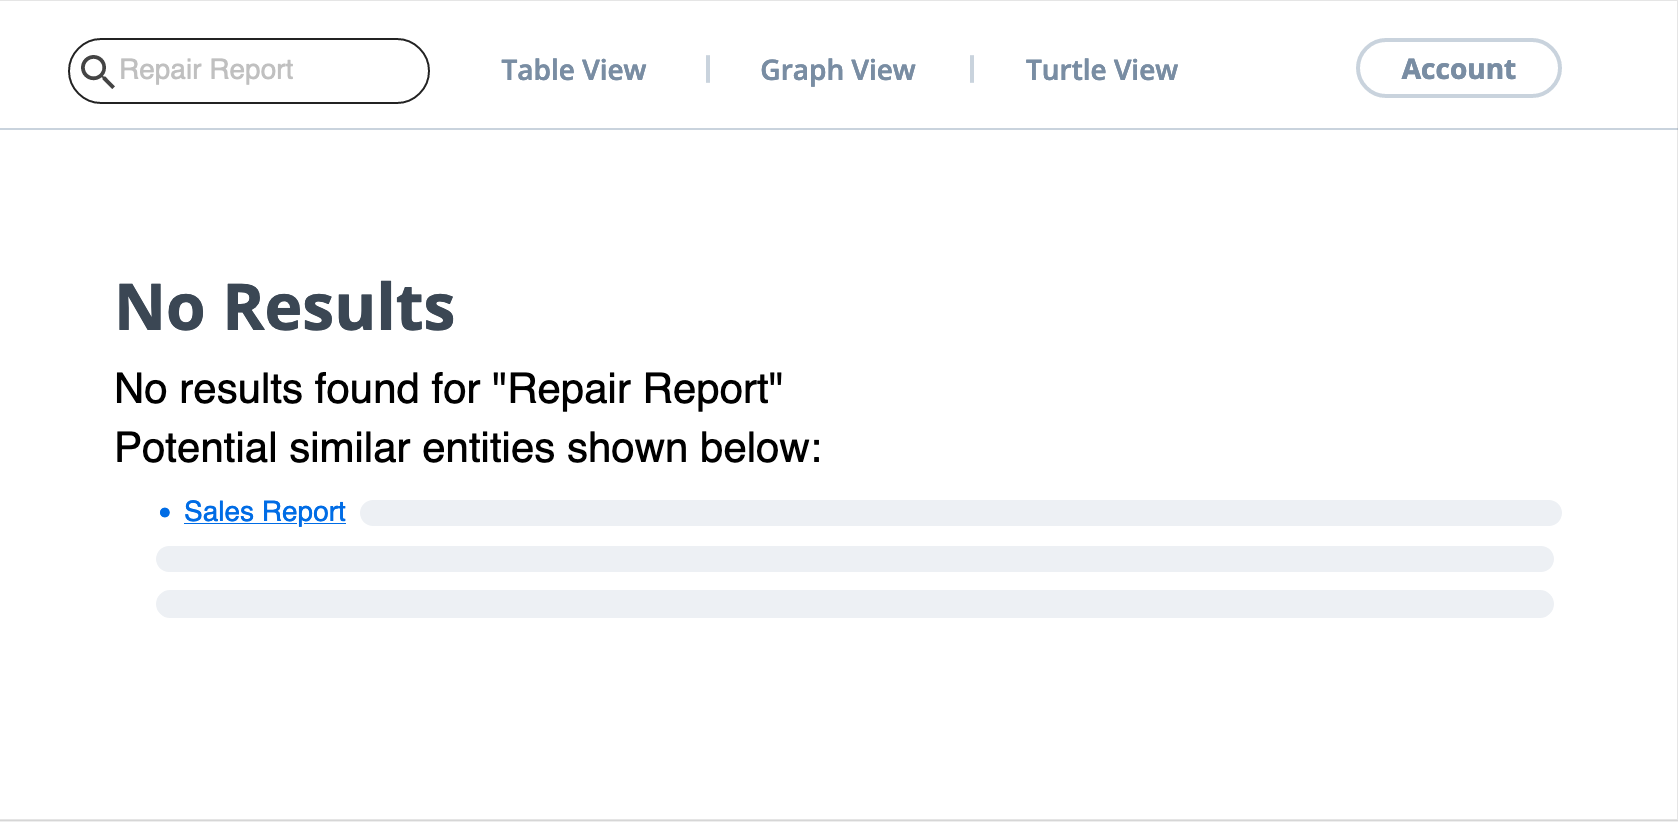 Repair Report
Table View | Graph View | Turtle View
Account
No Results
No results found for "Repair Report"
Potential similar entities shown below:
• Sales Report